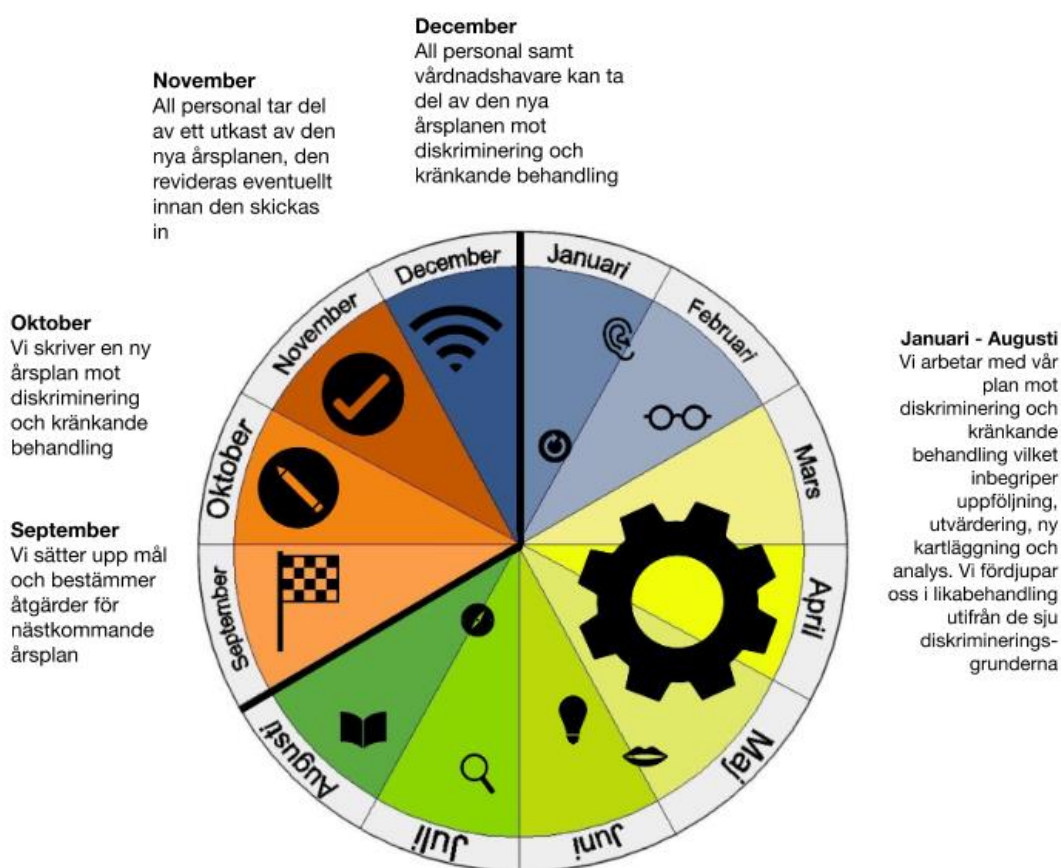 December
All personal samt
vårdnadshavare kan ta
del av den nya
årsplanen mot
diskriminering och
kränkande behandling
November
All personal tar del
av ett utkast av den
nya årsplanen, den
revideras eventuellt
innan den skickas
in
Oktober
Vi skriver en ny
årsplan mot
diskriminering
och kränkande
behandling
September
Vi sätter upp mål
och bestämmer
åtgärder för
nästkommande
årsplan
Januari - Augusti
Vi arbetar med vår
plan mot
diskriminering och
kränkande
behandling vilket
inbegriper
uppföljning,
utvärdering, ny
kartläggning och
analys. Vi fördjupar
oss i likabehandling
utifrån de sju
diskriminerings-
grunderna
Januari
Februari
Mars
April
Maj
Juni
Juli
Augusti
September
Oktober
November
December